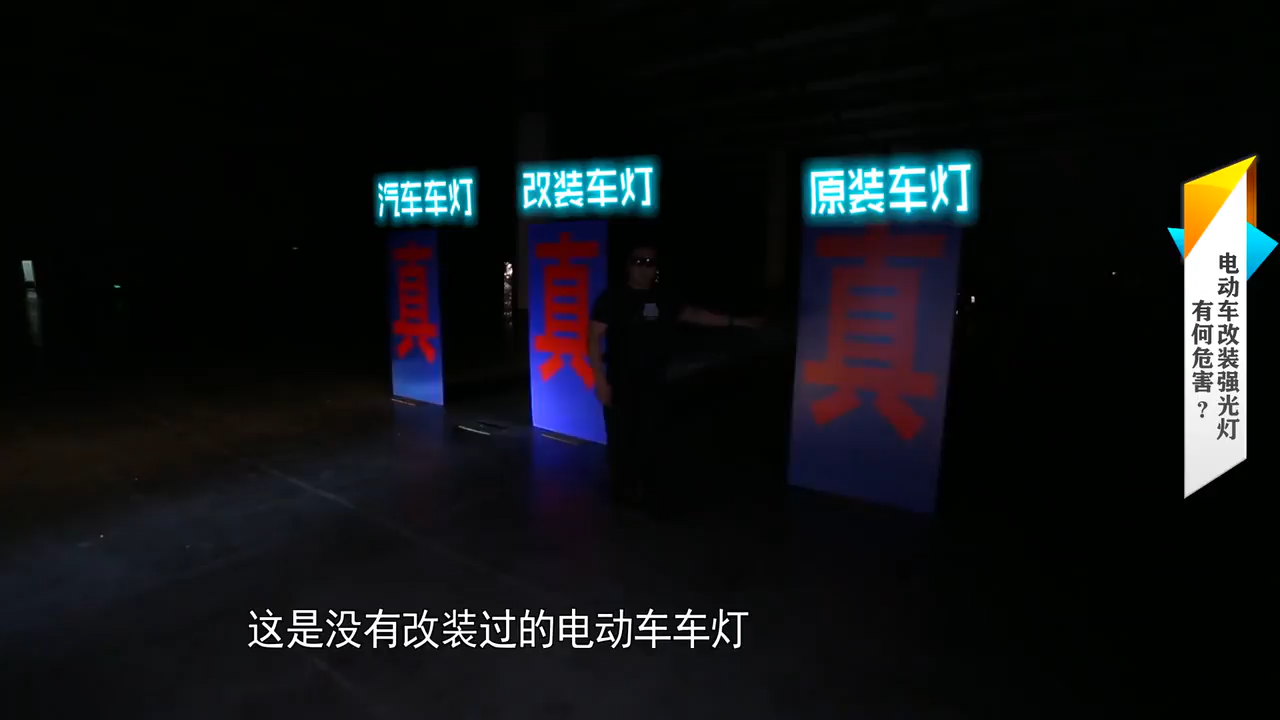 汽车车灯
改装车灯
原装车灯
真
真
真
电动车改装强光灯
有何危害？
这是没有改装过的电动车车灯